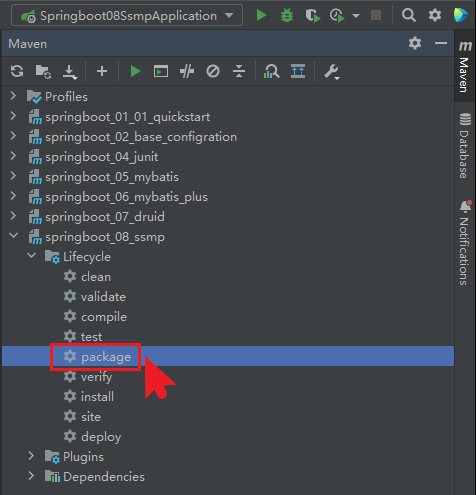 Springboot08SsmpApplication
Maven
Profiles
springboot_01_01_quickstart
springboot_02_base_configration
springboot_04_junit
springboot_05_mybatis
springboot_06_mybatis_plus
springboot_07_druid
springboot_08_ssmp
Lifecycle
clean
validate
compile
test
package
verify
install
site
deploy
Plugins
Dependencies
m
Maven
Database
Notifications